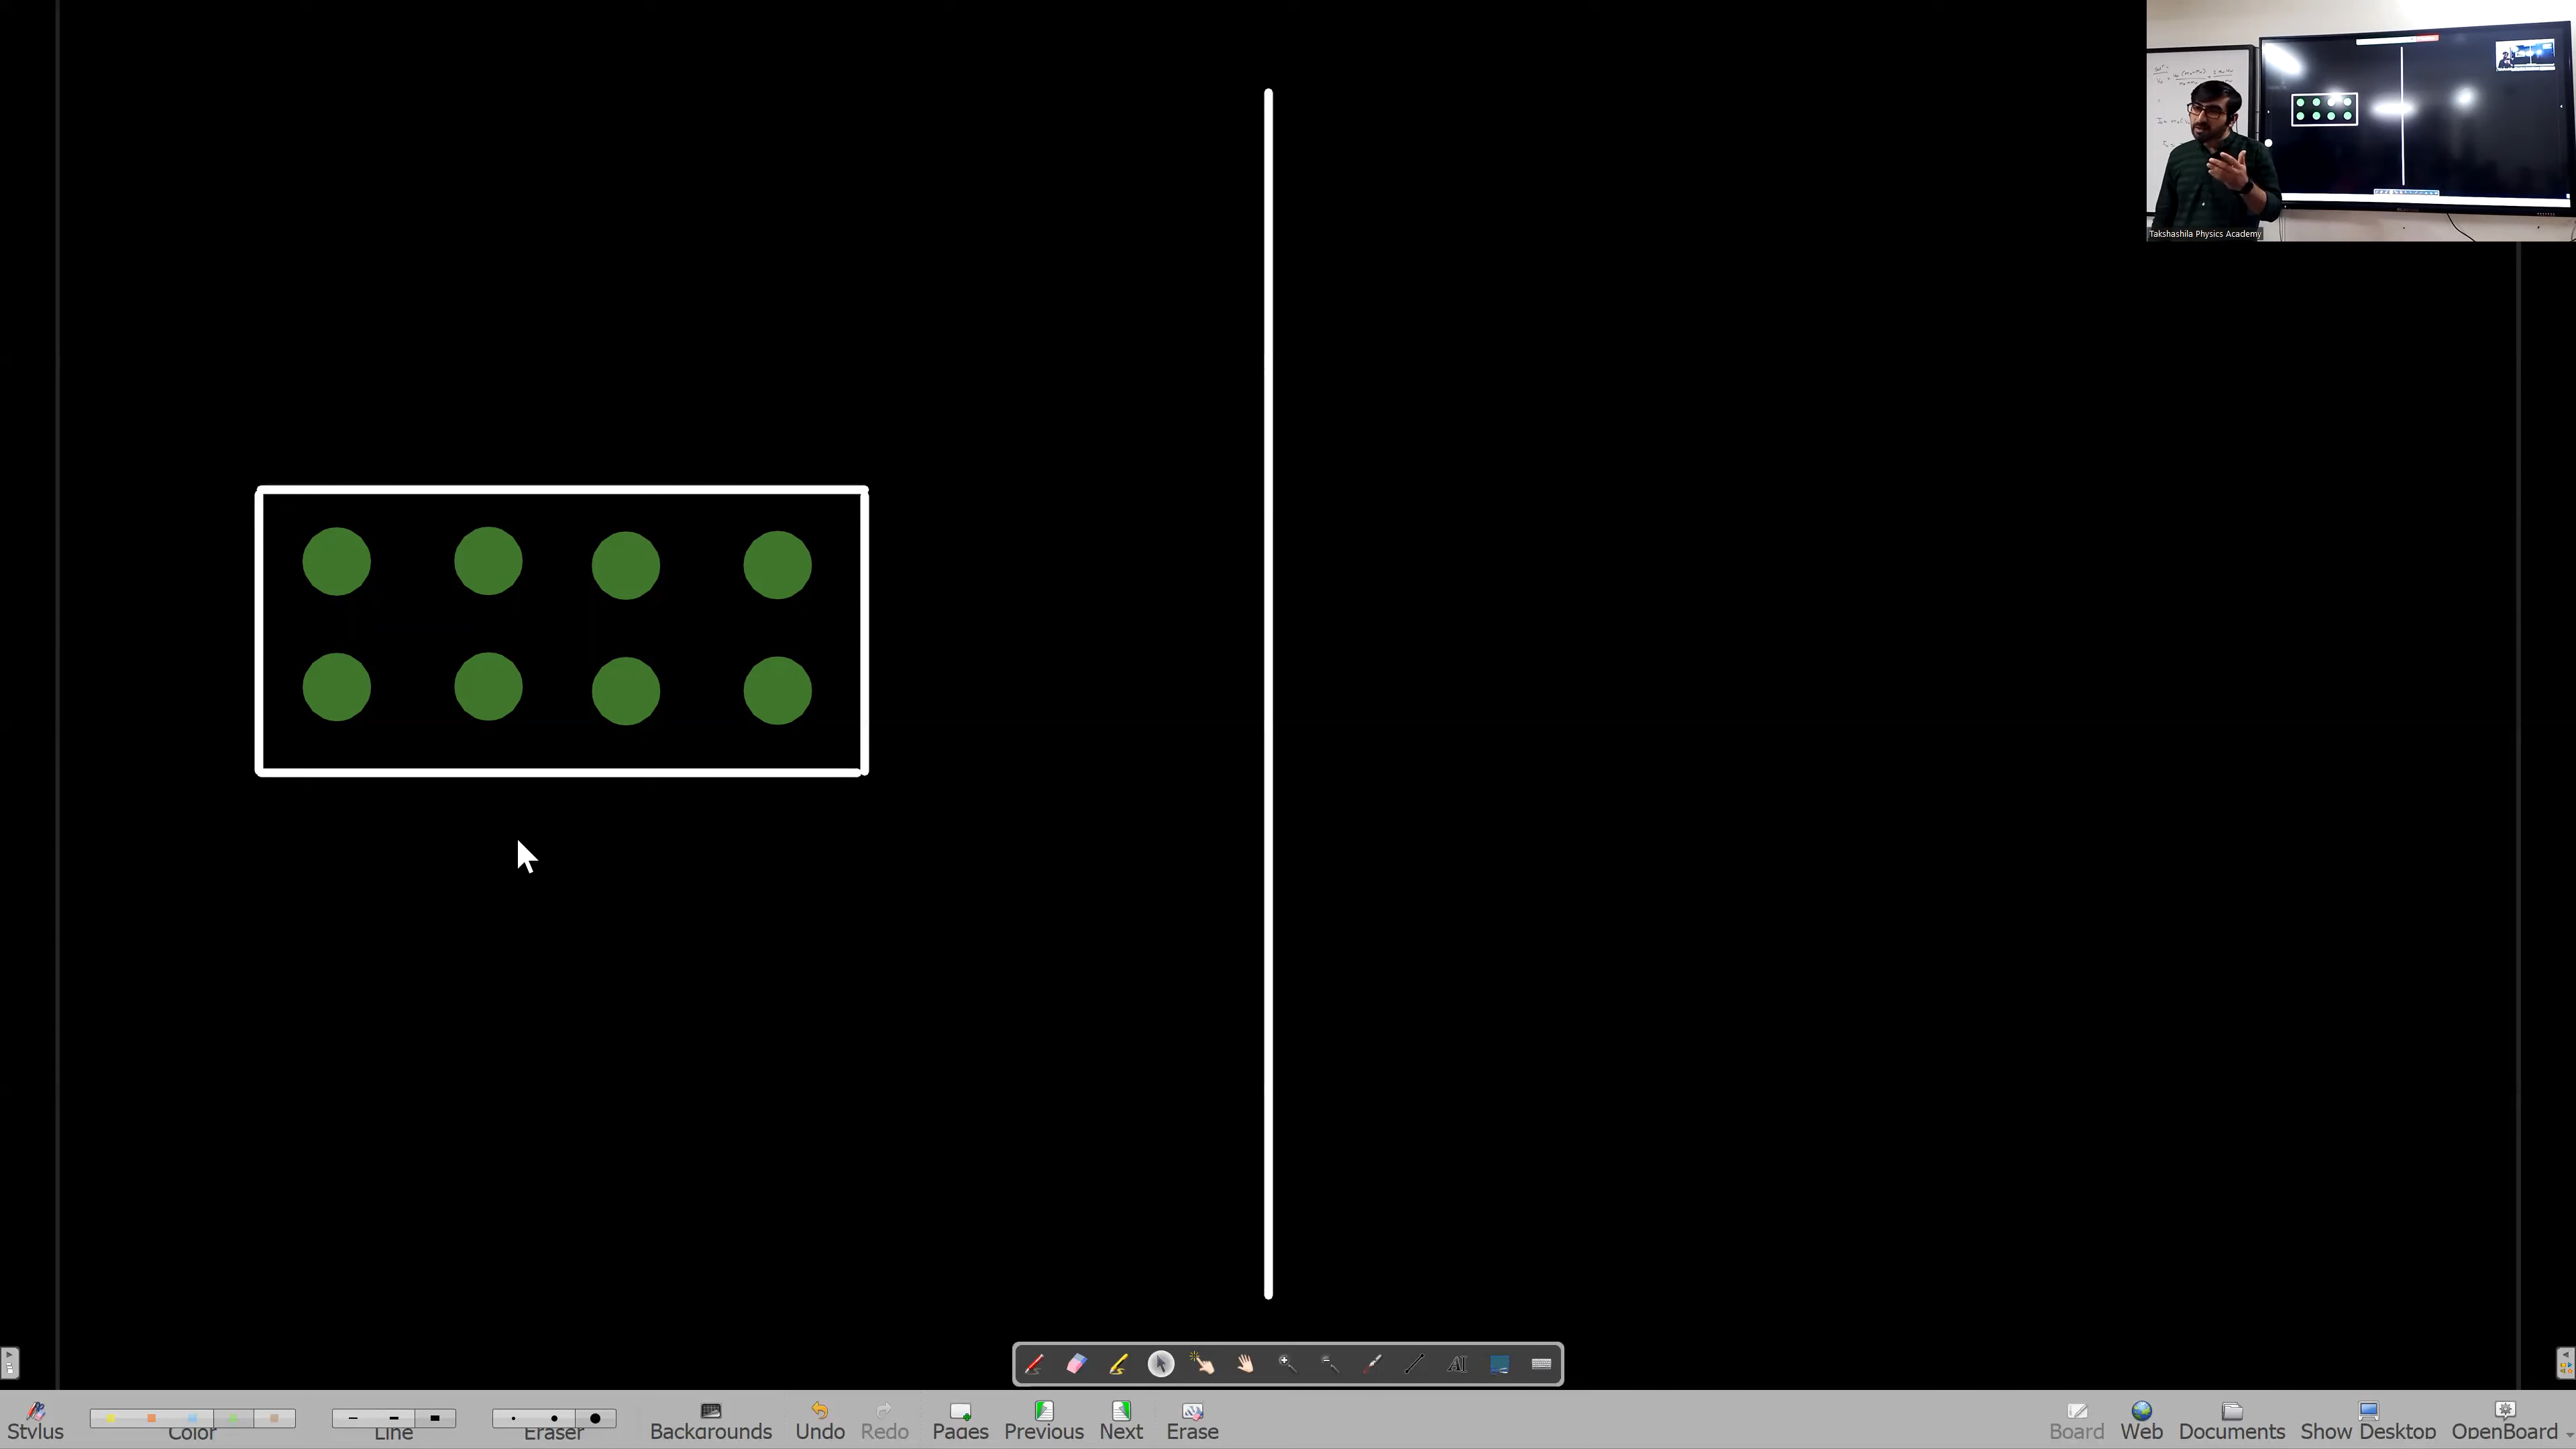 Takshashila Physics Academy
AI
Stylus
Color
Line
Eraser
Backgrounds
Undo
Redo
Pages
Previous
Next
Erase
Board
Web
Documents
Show Desktop
OpenBoard